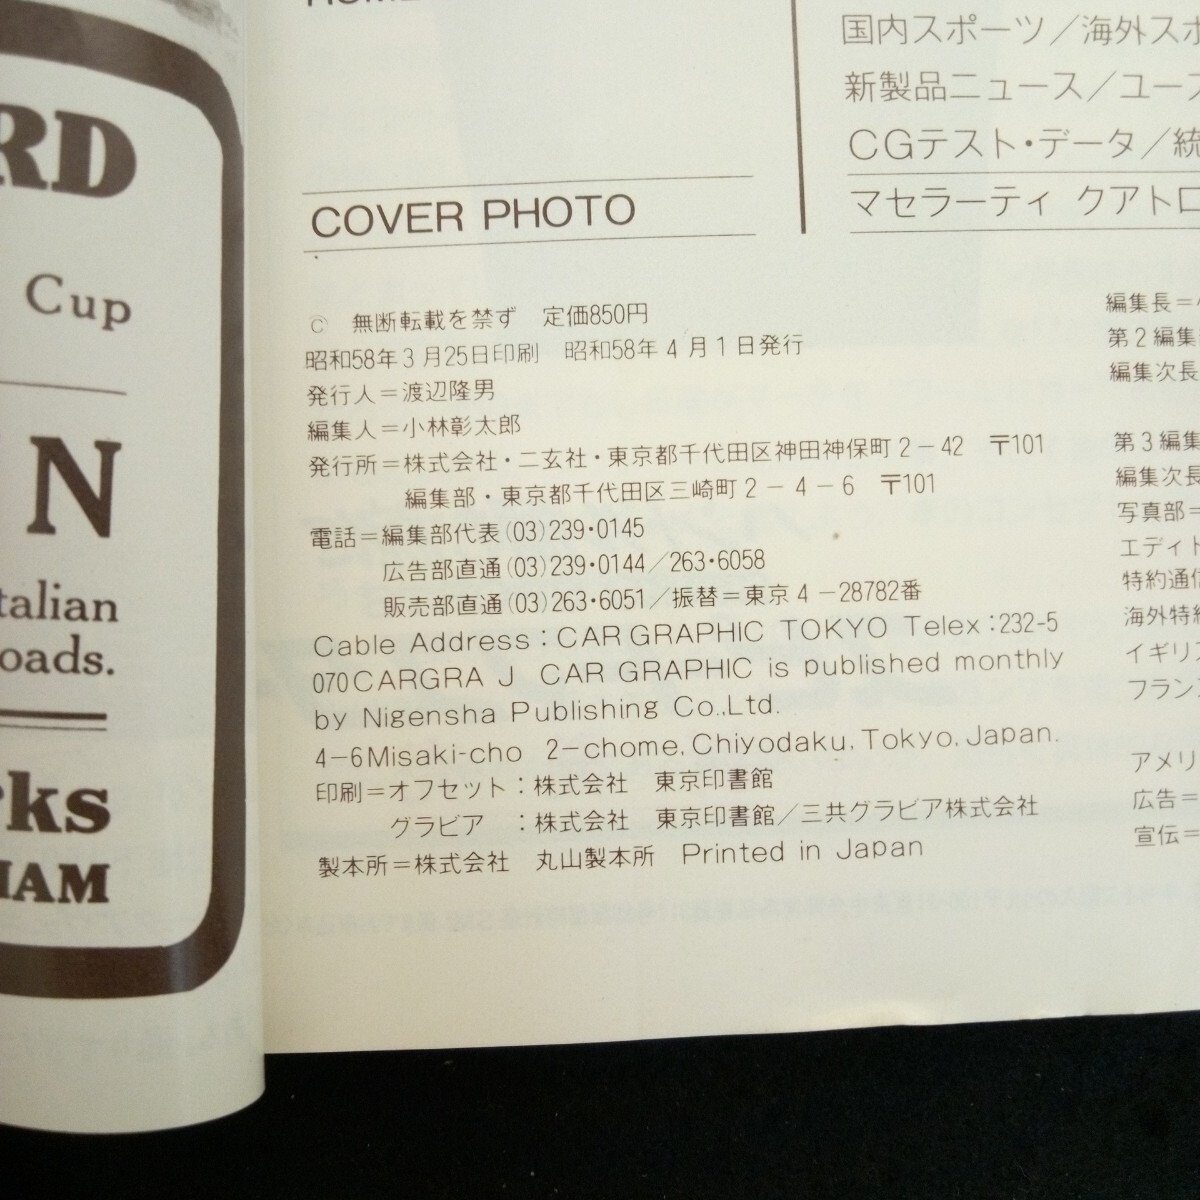 RD
Cup
N
talian
oads.
rks
HAM
COVER PHOTO
国内スポーツ/海外スポ
新製品ニュース/ユース
CGテスト・データ/統
マセラーティ クアトロ
© 無断転載を禁ず 定価850円
昭和58年3月25日印刷 昭和58年4月1日発行
発行人=渡辺隆男
編集人=小林彰太郎
発行所=株式会社・二玄社・東京都千代田区神田神保町2-42 〒101
編集部・東京都千代田区三崎町2-4-6 〒101
電話=編集部代表(03)239・0145
広告部直通(03)239・0144/263・6058
販売部直通(03)263・6051/振替=東京4-28782番
Cable Address : CAR GRAPHIC TOKYO Telex : 232-5
070 CARGRA J CAR GRAPHIC is published monthly
by Nigensha Publishing Co.,Ltd.
4-6 Misaki-cho 2-chome, Chiyodaku, Tokyo, Japan.
印刷=オフセット : 株式会社 東京印書館
グラビア : 株式会社 東京印書館/三共グラビア株式会社
製本所=株式会社 丸山製本所 Printed in Japan
編集長=
第2編集
編集次長
第3編集
編集次長
写真部=
エディト
特約通信
海外特約
イギリス
フランス
アメリ
広告=
宣伝=